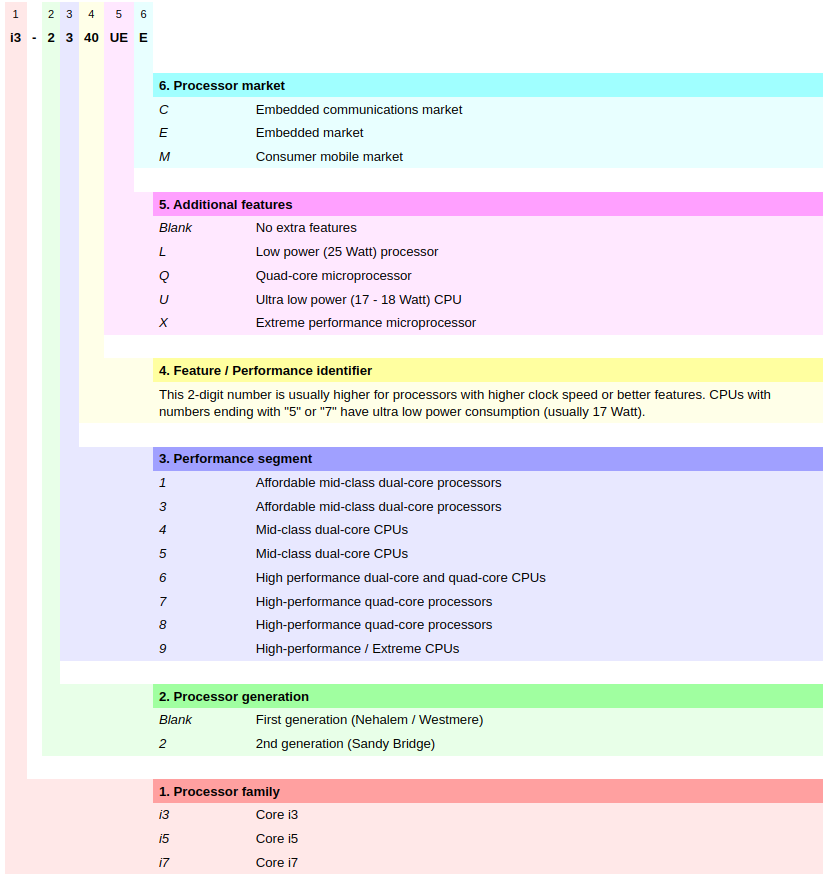 1 2 3 4 5 6
i3 - 2 3 40 UE E
6. Processor market
C Embedded communications market
E Embedded market
M Consumer mobile market
5. Additional features
Blank No extra features
L Low power (25 Watt) processor
Q Quad-core microprocessor
U Ultra low power (17 - 18 Watt) CPU
X Extreme performance microprocessor
4. Feature / Performance identifier
This 2-digit number is usually higher for processors with higher clock speed or better features. CPUs with
numbers ending with "5" or "7" have ultra low power consumption (usually 17 Watt).
3. Performance segment
1 Affordable mid-class dual-core processors
3 Affordable mid-class dual-core processors
4 Mid-class dual-core CPUs
5 Mid-class dual-core CPUs
6 High performance dual-core and quad-core CPUs
7 High-performance quad-core processors
8 High-performance quad-core processors
9 High-performance / Extreme CPUs
2. Processor generation
Blank First generation (Nehalem / Westmere)
2 2nd generation (Sandy Bridge)
1. Processor family
i3 Core i3
i5 Core i5
i7 Core i7